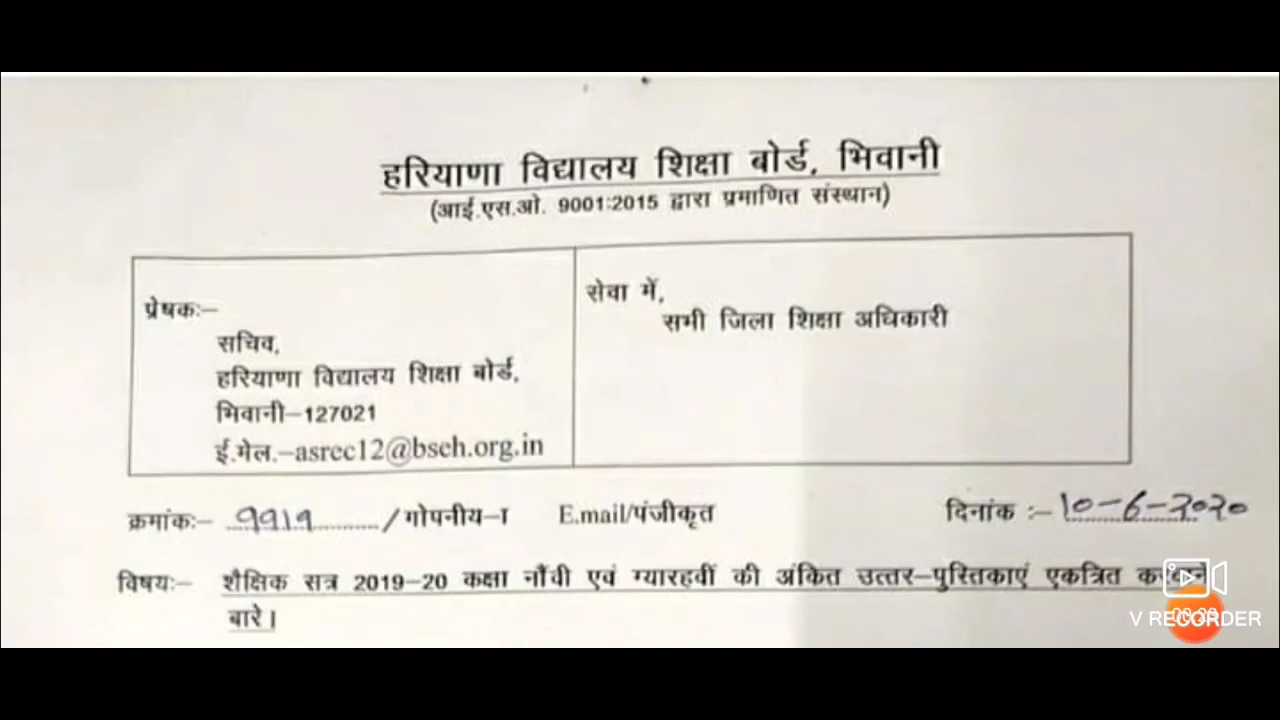 हरियाणा विद्यालय शिक्षा बोर्ड, भिवानी
(आई.एस.ओ. 9001:2015 द्वारा प्रमाणित संस्थान)
प्रेषकः–
सचिव,
हरियाणा विद्यालय शिक्षा बोर्ड,
भिवानी–127021
ई.मेल.–asrec12@bseh.org.in
सेवा में,
सभी जिला शिक्षा अधिकारी
क्रमांकः– 9919 /गोपनीय-1 E.mail/पंजीकृत दिनांक :– 10-6-2020
विषयः– शैक्षिक सत्र 2019–20 कक्षा नौंवी एवं ग्यारहवीं की अंकित उत्तर–पुस्तिकाएं एकत्रित
बारे।
V RECORDER